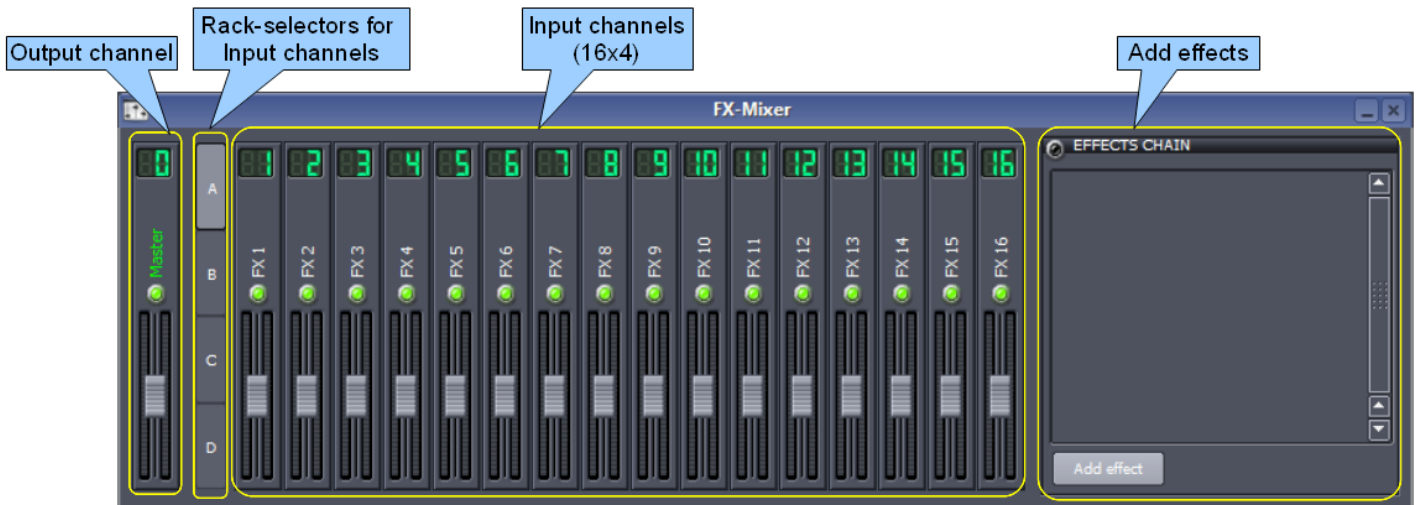 Output channel
Rack-selectors for
Input channels
Input channels
(16x4)
Add effects
FX-Mixer
0
1
2
3
4
5
6
7
8
9
10
11
12
13
14
15
16
EFFECTS CHAIN
Master
A
B
C
D
FX 1
FX 2
FX 3
FX 4
FX 5
FX 6
FX 7
FX 8
FX 9
FX 10
FX 11
FX 12
FX 13
FX 14
FX 15
FX 16
Add effect